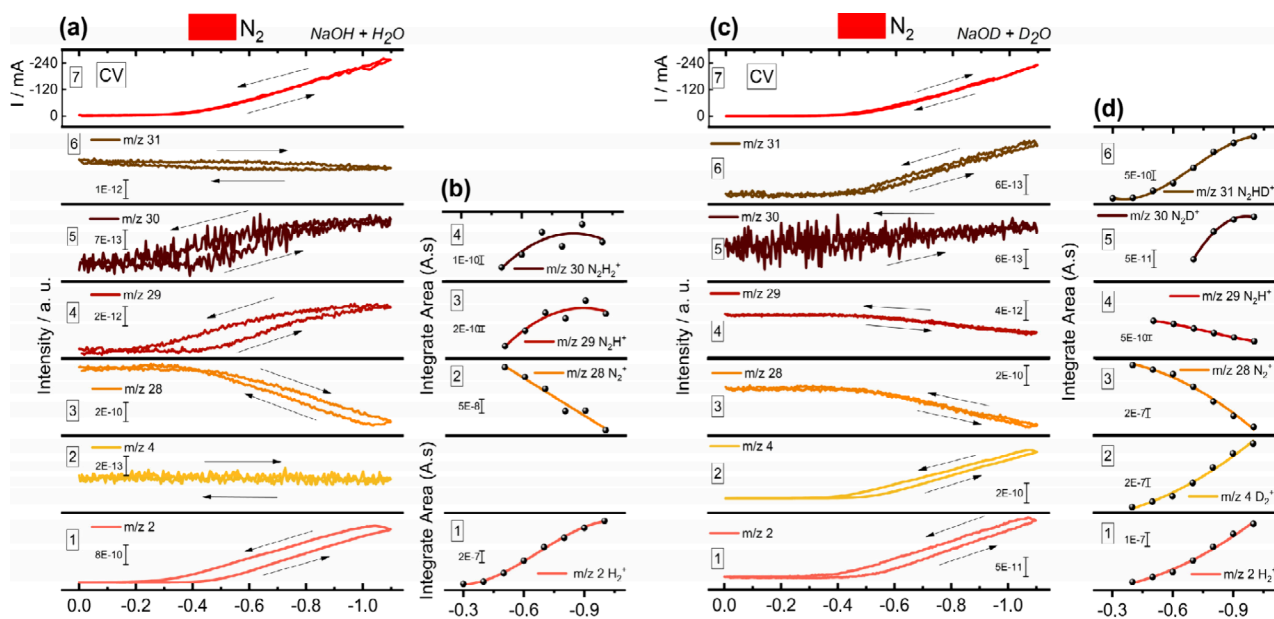 (a)
N2
NaOH + H2O
I / mA
-240
-120
0
7
CV
6
m/z 31
1E-12
5
m/z 30
7E-13
4
m/z 29
2E-12
m/z 28
3
2E-10
m/z 4
2
2E-13
m/z 2
1
8E-10
Intensity / a. u.
0.0 -0.2 -0.4 -0.6 -0.8 -1.0
(b)
4
1E-10
m/z 30 N2H2+
3
2E-10
m/z 29 N2H+
2
m/z 28 N2+
5E-8
1
2E-7
m/z 2 H2+
Integrate Area (A.s)
Integrate Area (A.s)
-0.3 -0.6 -0.9
(c)
N2
NaOD + D2O
I / mA
-240
-120
0
7
CV
m/z 31
6
6E-13
m/z 30
5
6E-13
m/z 29
4E-12
4
m/z 28
2E-10
3
m/z 4
2
2E-10
m/z 2
1
5E-11
Intensity / a. u.
0.0 -0.2 -0.4 -0.6 -0.8 -1.0
(d)
6
5E-10
m/z 31 N2HD+
m/z 30 N2D+
5
5E-11
4
m/z 29 N2H+
5E-10
3
m/z 28 N2+
2E-7
2
2E-7
m/z 4 D2+
1
1E-7
m/z 2 H2+
Integrate Area (A.s)
-0.3 -0.6 -0.9